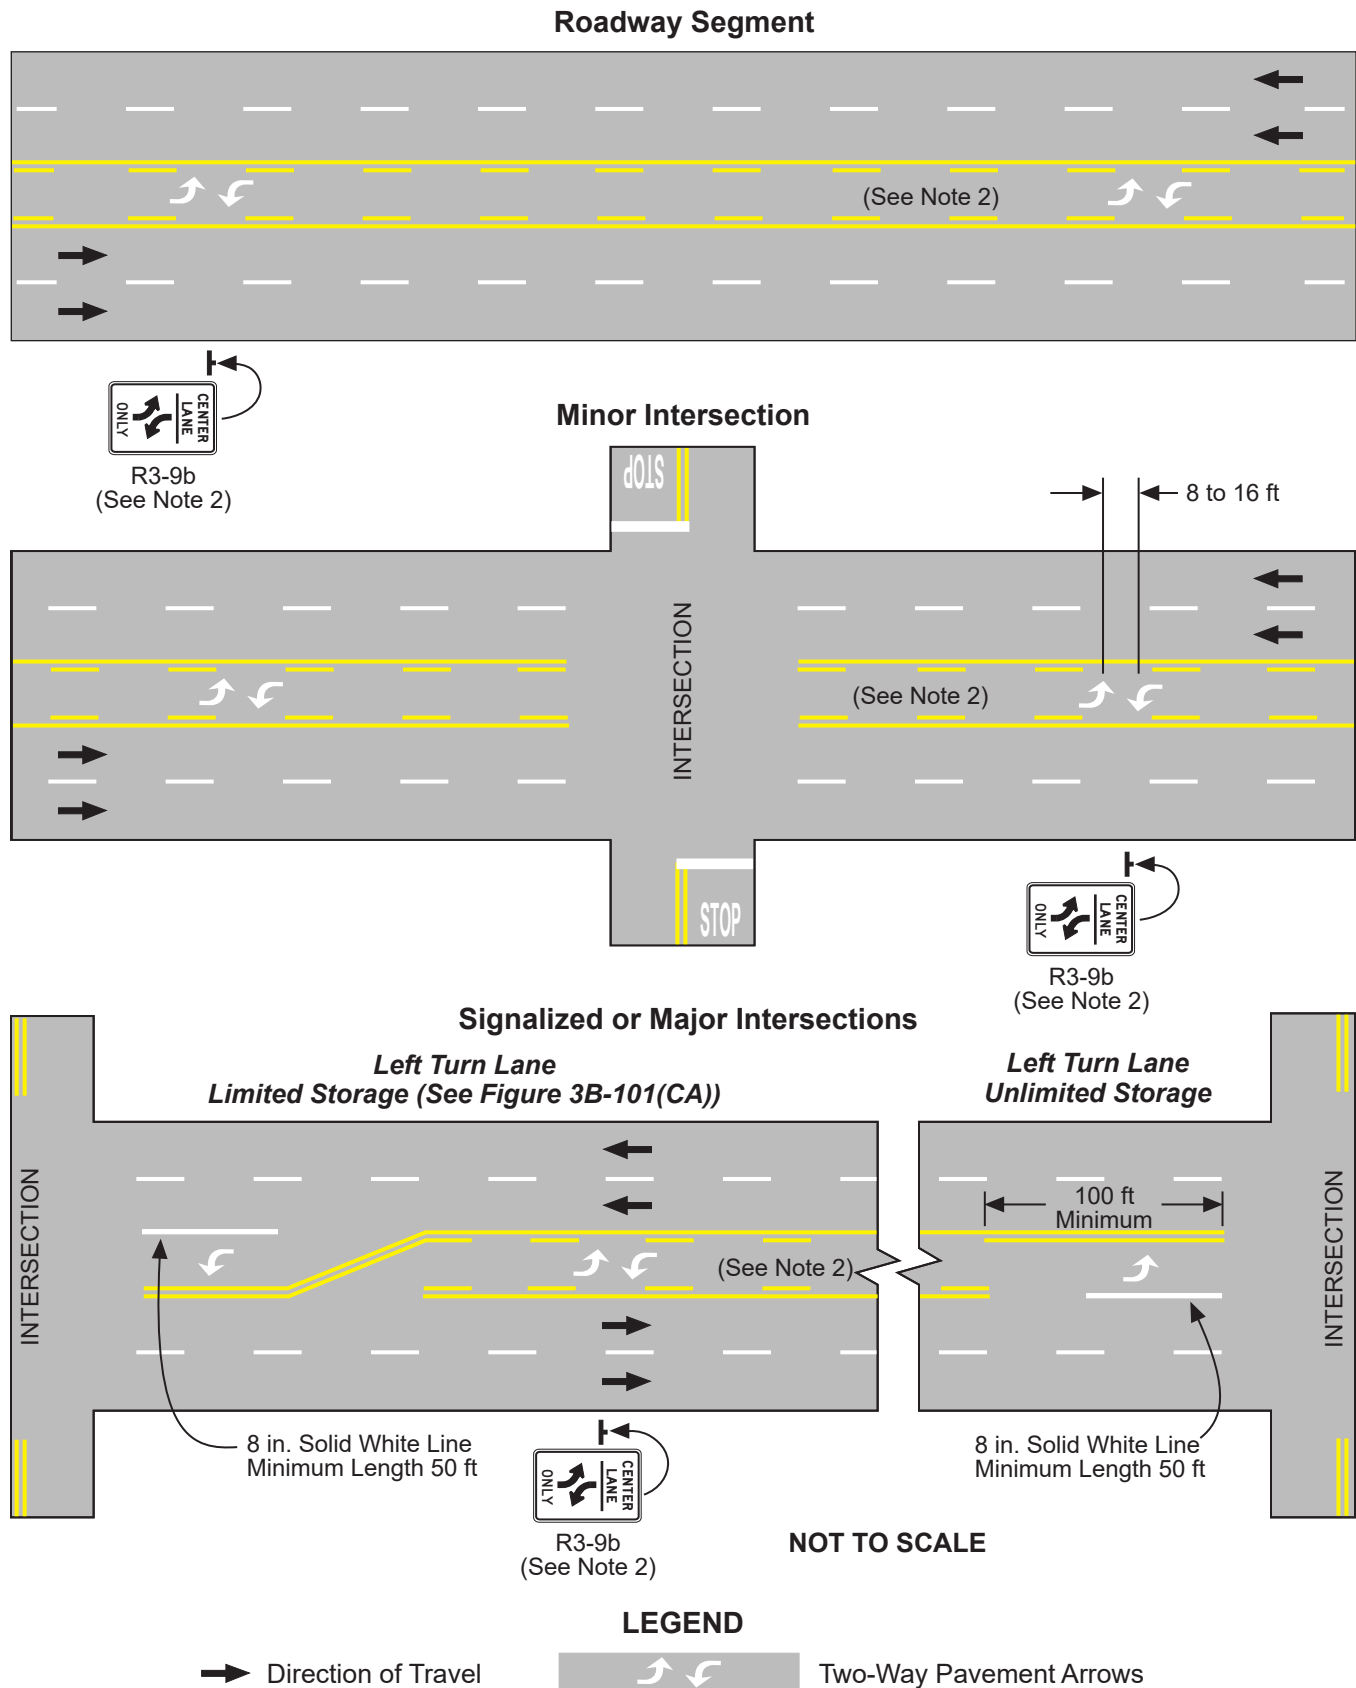 Roadway Segment
(See Note 2)
CENTER
LANE
ONLY
R3-9b
(See Note 2)
Minor Intersection
STOP
8 to 16 ft
INTERSECTION
(See Note 2)
STOP
CENTER
LANE
ONLY
R3-9b
(See Note 2)
Signalized or Major Intersections
Left Turn Lane
Limited Storage (See Figure 3B-101(CA))
Left Turn Lane
Unlimited Storage
INTERSECTION
100 ft
Minimum
(See Note 2)
INTERSECTION
8 in. Solid White Line
Minimum Length 50 ft
CENTER
LANE
ONLY
R3-9b
(See Note 2)
8 in. Solid White Line
Minimum Length 50 ft
NOT TO SCALE
LEGEND
Direction of Travel
Two-Way Pavement Arrows